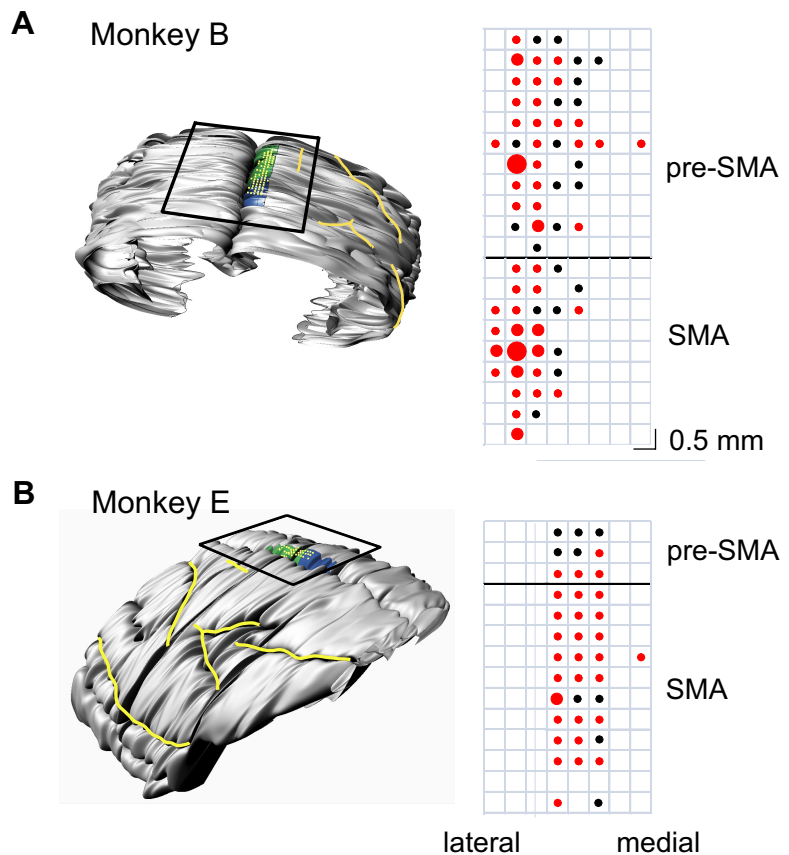 A
Monkey B
pre-SMA
SMA
0.5 mm
B
Monkey E
pre-SMA
SMA
lateral medial